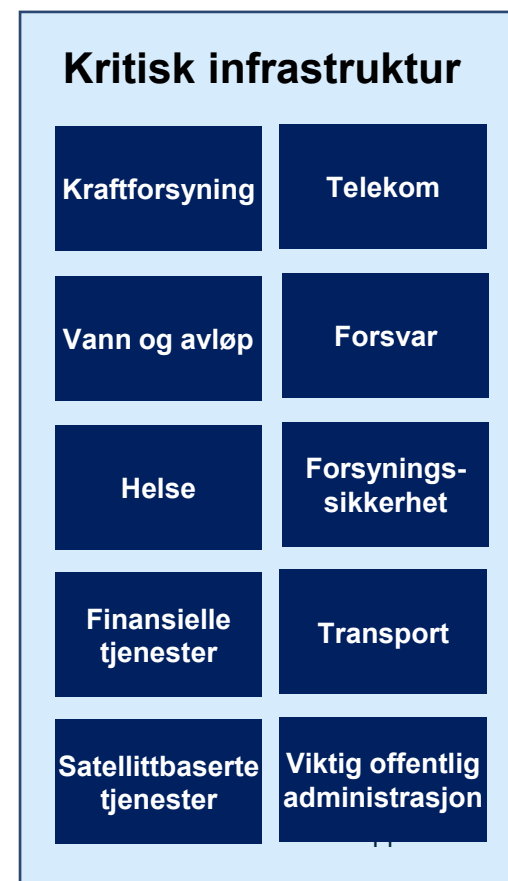 Kritisk infrastruktur
Kraftforsyning
Telekom
Vann og avløp
Forsvar
Helse
Forsynings-
sikkerhet
Finansielle
tjenester
Transport
Satellittbaserte
tjenester
Viktig offentlig
administrasjon